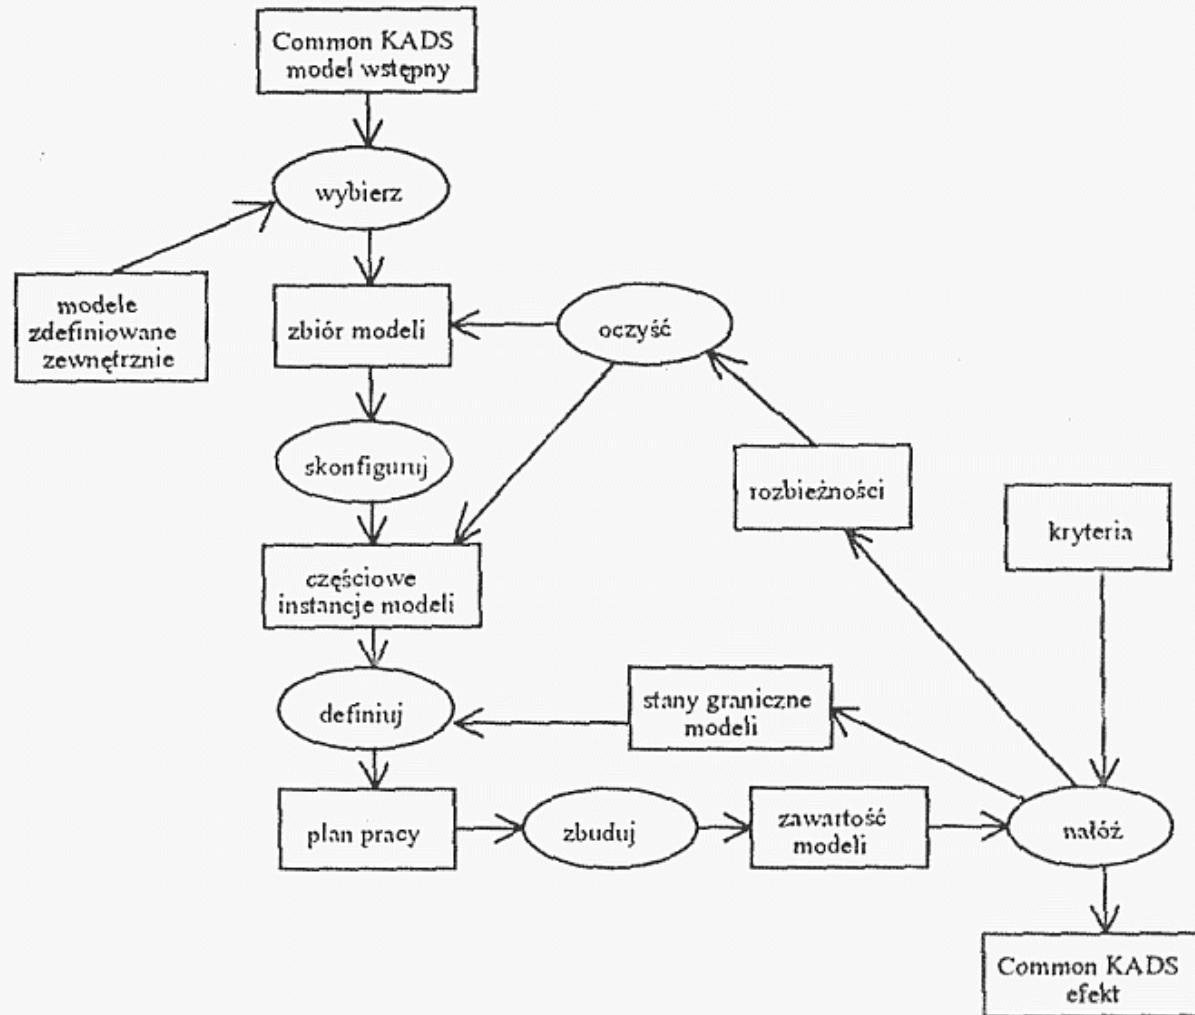 Common KADS
model wstępny
wybierz
modele
zdefiniowane
zewnętrznie
zbiór modeli
oczyść
skonfiguruj
rozbieżności
kryteria
częściowe
instancje modeli
definiuj
stany graniczne
modeli
plan pracy
zbuduj
zawartość
modeli
nałóż
Common KADS
efekt